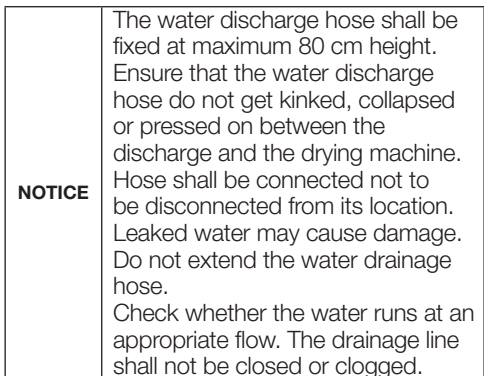 NOTICE
The water discharge hose shall be
fixed at maximum 80 cm height.
Ensure that the water discharge
hose do not get kinked, collapsed
or pressed on between the
discharge and the drying machine.
Hose shall be connected not to
be disconnected from its location.
Leaked water may cause damage.
Do not extend the water drainage
hose.
Check whether the water runs at an
appropriate flow. The drainage line
shall not be closed or clogged.